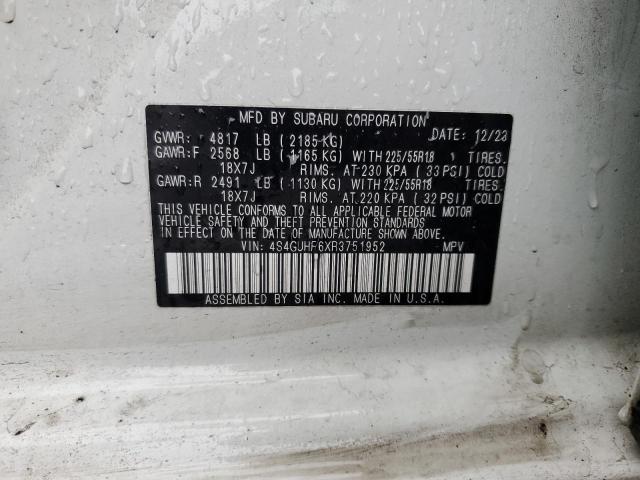 MFD BY SUBARU CORPORATION
GVWR: 4817 LB ( 2185 KG) DATE: 12/23
GAWR:F 2568 LB ( 1165 KG) WITH 225/55R18 TIRES.
18X7J RIMS. AT 230 KPA ( 33 PSI) COLD
GAWR:R 2491 LB ( 1130 KG) WITH 225/55R18 TIRES.
18X7J RIMS. AT 220 KPA ( 32 PSI) COLD
THIS VEHICLE CONFORMS TO ALL APPLICABLE FEDERAL MOTOR
VEHICLE SAFETY AND THEFT PREVENTION STANDARDS
IN EFFECT ON THE DATE OF MANUFACTURE SHOWN ABOVE.
VIN: 4S4GUHF6XR3751952 MPV
ASSEMBLED BY SIA INC. MADE IN U.S.A.